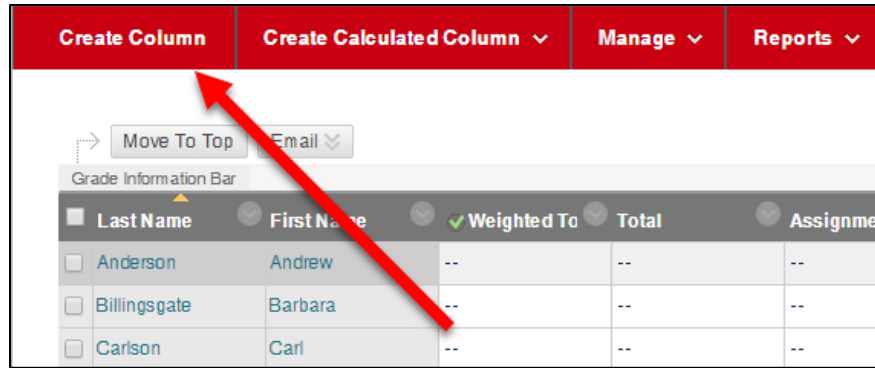 Create Column Create Calculated Column Manage Reports
Move To Top Email
Grade Information Bar
Last Name First Name Weighted To Total Assignme
Anderson Andrew -- -- --
Billingsgate Barbara -- -- --
Carlson Carl -- -- --